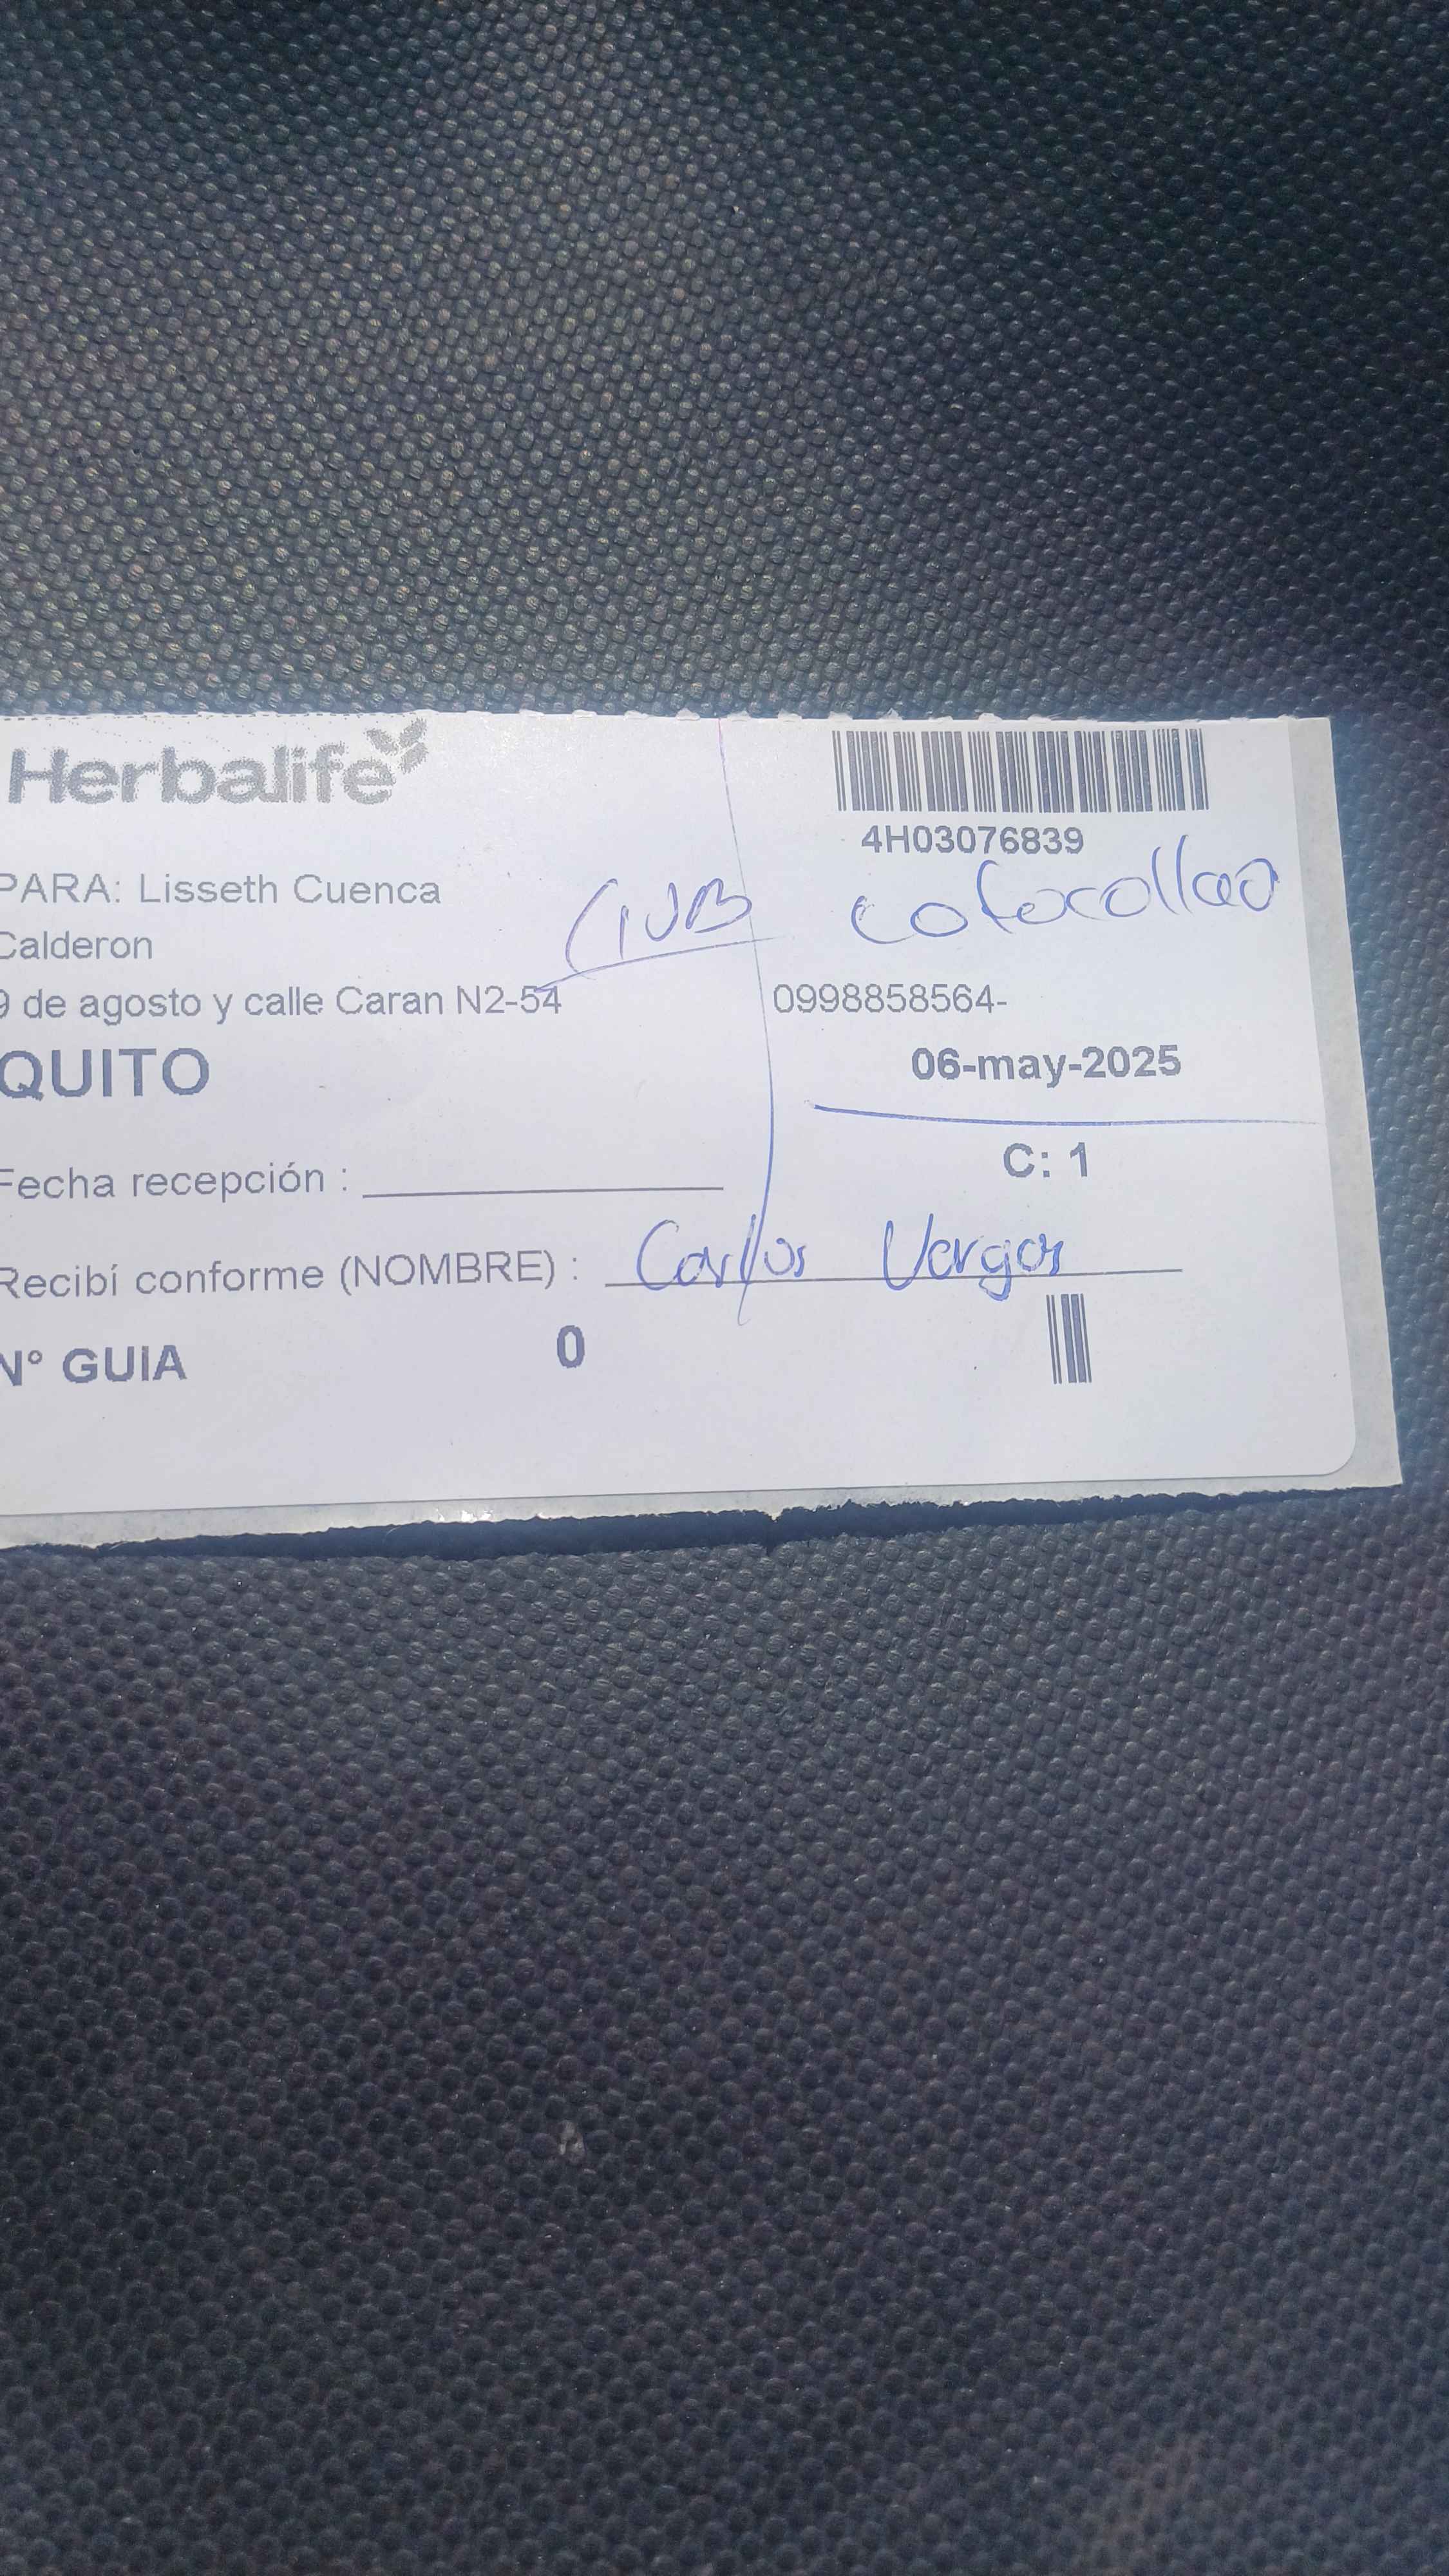 Herbalife
4H03076839
PARA: Lisseth Cuenca
Club cotocollao
Calderon
9 de agosto y calle Caran N2-54 0998858564-
QUITO 06-may-2025
C: 1
Fecha recepción :
Recibí conforme (NOMBRE) : Carlos Vargas
N° GUIA 0